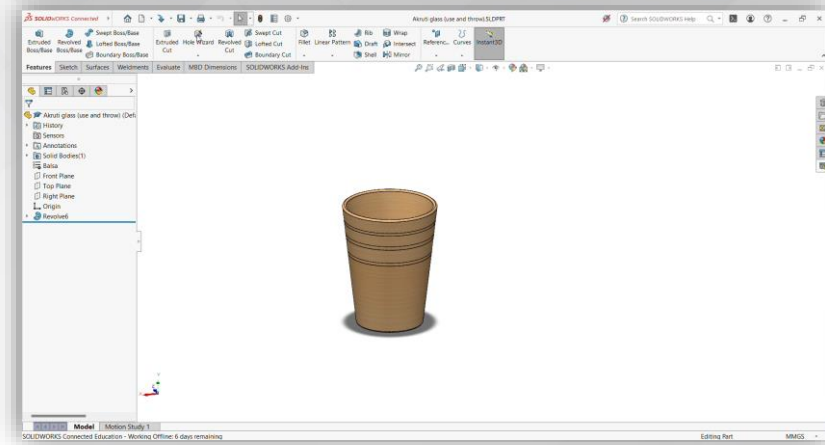 SOLIDWORKS Connected
Akruti glass (use and throw).SLDPRT
Search SOLIDWORKS Help
Extruded Boss/Base
Revolved Boss/Base
Swept Boss/Base
Lofted Boss/Base
Boundary Boss/Base
Extruded Cut
Hole Wizard
Revolved Cut
Swept Cut
Lofted Cut
Boundary Cut
Fillet
Linear Pattern
Rib
Draft
Shell
Wrap
Intersect
Mirror
Referenc...
Curves
Instant3D
Features
Sketch
Surfaces
Weldments
Evaluate
MBD Dimensions
SOLIDWORKS Add-Ins
Akruti glass (use and throw) (Defa
History
Sensors
Annotations
Solid Bodies(1)
Balsa
Front Plane
Top Plane
Right Plane
Origin
Revolve6
Model
Motion Study 1
SOLIDWORKS Connected Education - Working Offline: 6 days remaining
Editing Part
MMGS